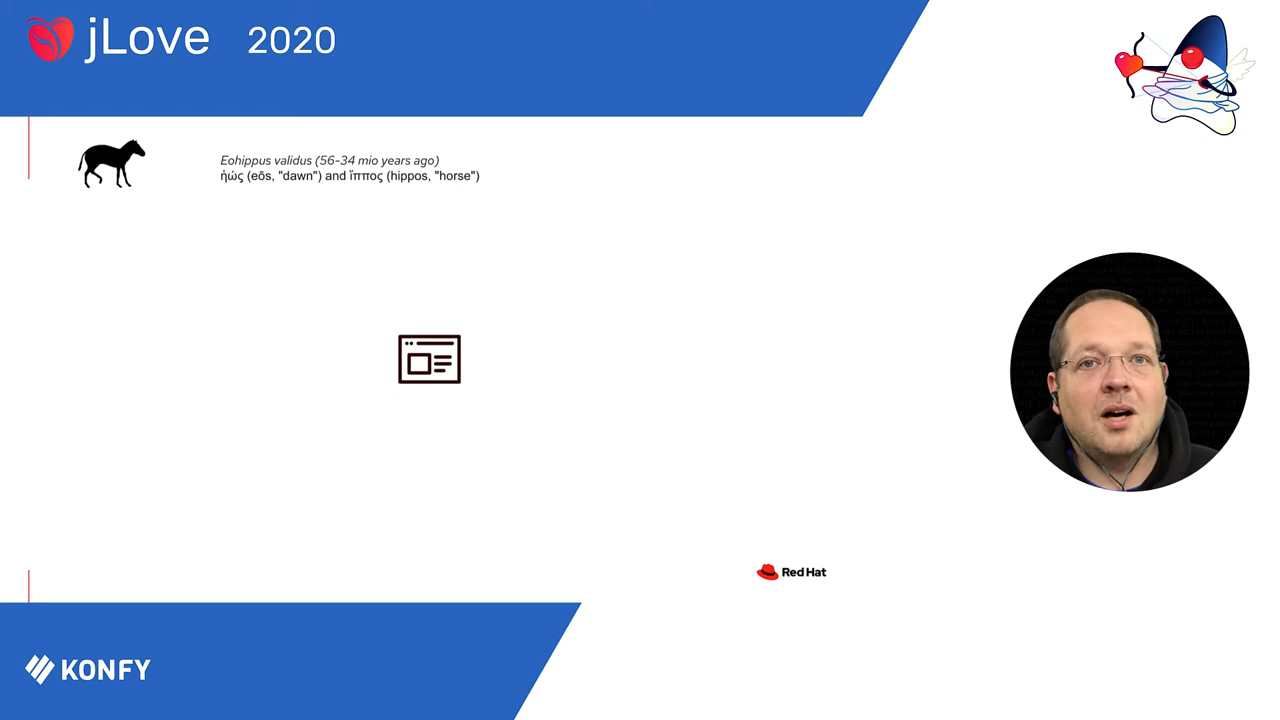 jLove 2020
Eohippus validus (56-34 mio years ago)
ἠώς (eōs, "dawn") and ἵππος (hippos, "horse")
Red Hat
KONFY